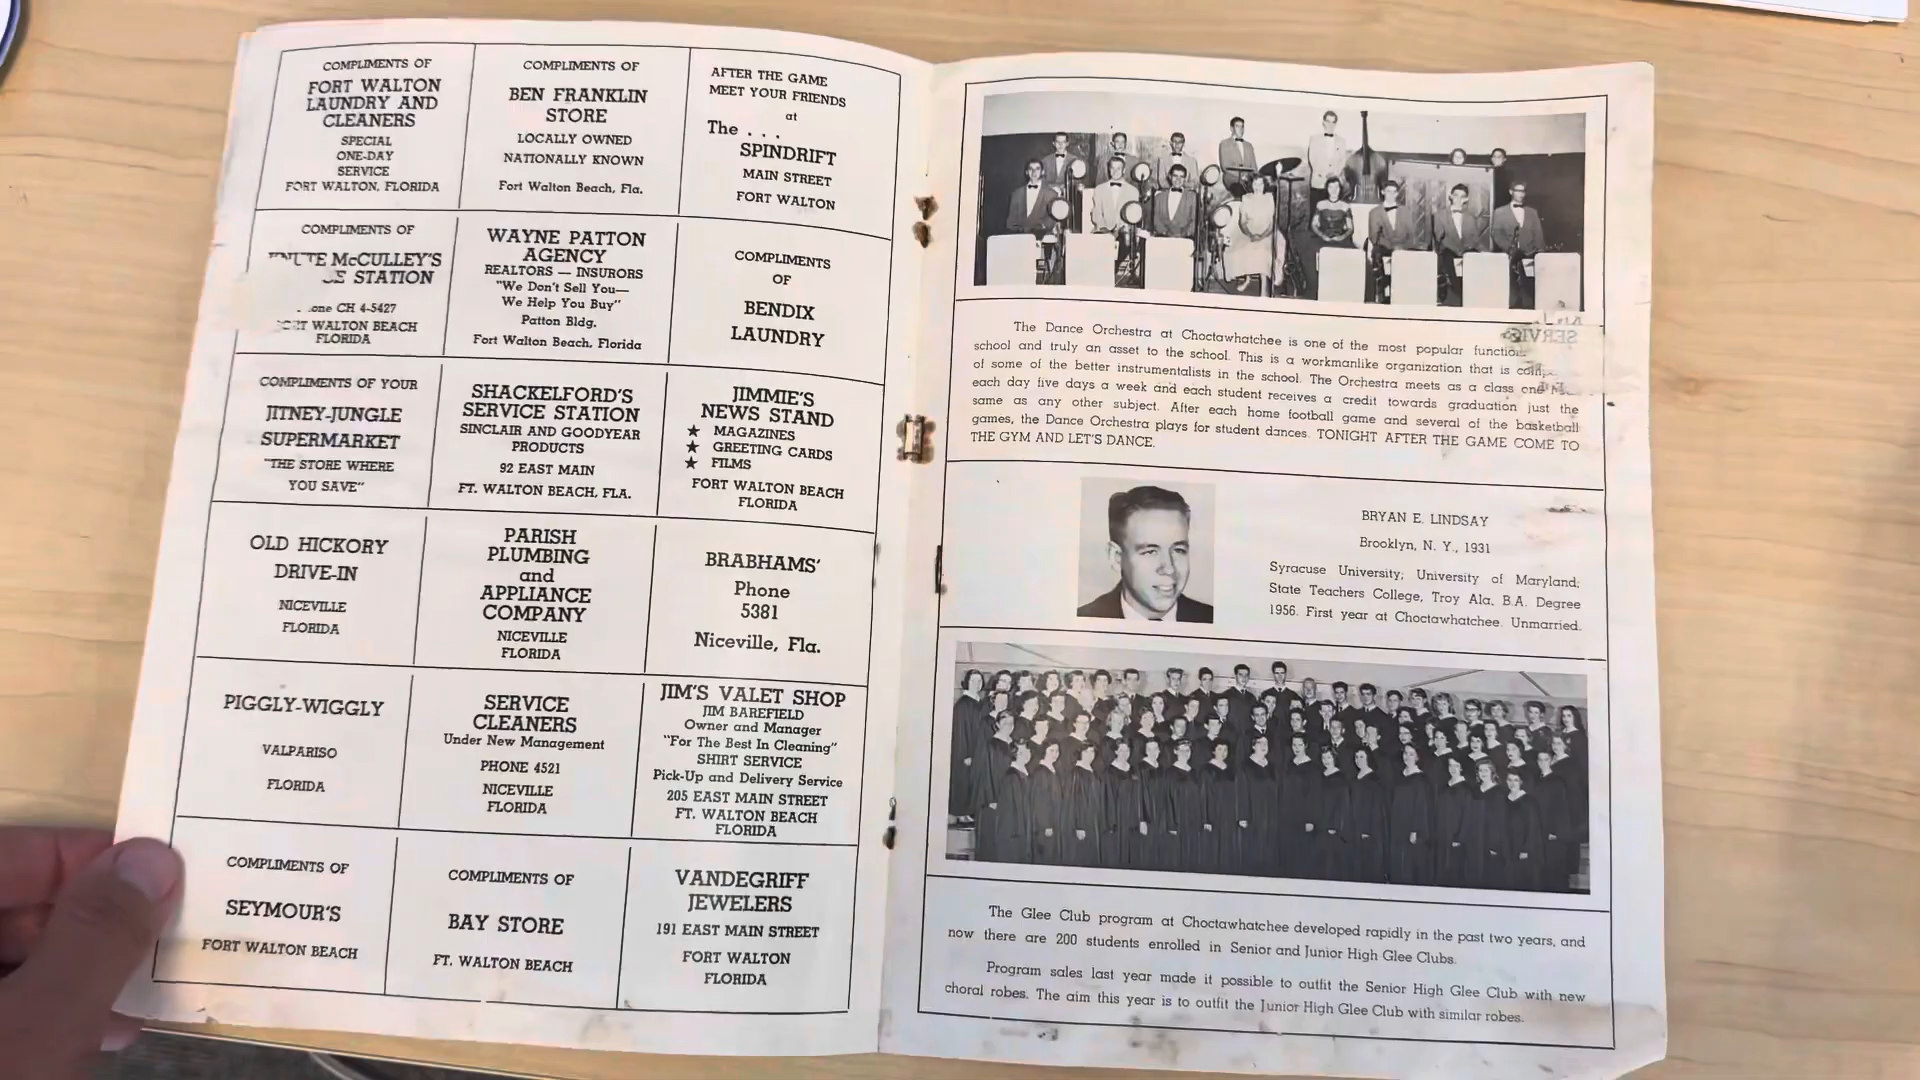 COMPLIMENTS OF
FORT WALTON
LAUNDRY AND
CLEANERS
SPECIAL
ONE-DAY
SERVICE
FORT WALTON, FLORIDA
COMPLIMENTS OF
BEN FRANKLIN
STORE
LOCALLY OWNED
NATIONALLY KNOWN
Fort Walton Beach, Fla.
AFTER THE GAME
MEET YOUR FRIENDS
at
The . . .
SPINDRIFT
MAIN STREET
FORT WALTON
COMPLIMENTS OF
McCULLEY'S
STATION
CH 4-5427
WALTON BEACH
FLORIDA
WAYNE PATTON
AGENCY
REALTORS — INSURORS
"We Don't Sell You—
We Help You Buy"
Patton Bldg.
Fort Walton Beach, Florida
COMPLIMENTS
OF
BENDIX
LAUNDRY
COMPLIMENTS OF YOUR
JITNEY-JUNGLE
SUPERMARKET
"THE STORE WHERE
YOU SAVE"
SHACKELFORD'S
SERVICE STATION
SINCLAIR AND GOODYEAR
PRODUCTS
92 EAST MAIN
FT. WALTON BEACH, FLA.
JIMMIE'S
NEWS STAND
★ MAGAZINES
★ GREETING CARDS
★ FILMS
FORT WALTON BEACH
FLORIDA
OLD HICKORY
DRIVE-IN
NICEVILLE
FLORIDA
PARISH
PLUMBING
and
APPLIANCE
COMPANY
NICEVILLE
FLORIDA
BRABHAMS'
Phone
5381
Niceville, Fla.
PIGGLY-WIGGLY
VALPARISO
FLORIDA
SERVICE
CLEANERS
Under New Management
PHONE 4521
NICEVILLE
FLORIDA
JIM'S VALET SHOP
JIM BAREFIELD
Owner and Manager
"For The Best In Cleaning"
SHIRT SERVICE
Pick-Up and Delivery Service
205 EAST MAIN STREET
FT. WALTON BEACH
FLORIDA
COMPLIMENTS OF
SEYMOUR'S
FORT WALTON BEACH
COMPLIMENTS OF
BAY STORE
FT. WALTON BEACH
VANDEGRIFF
JEWELERS
191 EAST MAIN STREET
FORT WALTON
FLORIDA
The Dance Orchestra at Choctawhatchee is one of the most popular
school and truly an asset to the school. This is a workmanlike organization that is
of some of the better instrumentalists in the school. The Orchestra meets as a class one
each day five days a week and each student receives a credit towards graduation just the
same as any other subject. After each home football game and several of the basketball
games, the Dance Orchestra plays for student dances. TONIGHT AFTER THE GAME COME TO
THE GYM AND LET'S DANCE.
BRYAN E. LINDSAY
Brooklyn, N. Y., 1931
Syracuse University; University of Maryland;
State Teachers College, Troy Ala. B.A. Degree
1956. First year at Choctawhatchee. Unmarried.
The Glee Club program at Choctawhatchee developed rapidly in the past two years, and
now there are 200 students enrolled in Senior and Junior High Glee Clubs.
Program sales last year made it possible to outfit the Senior High Glee Club with new
choral robes. The aim this year is to outfit the Junior High Glee Club with similar robes.